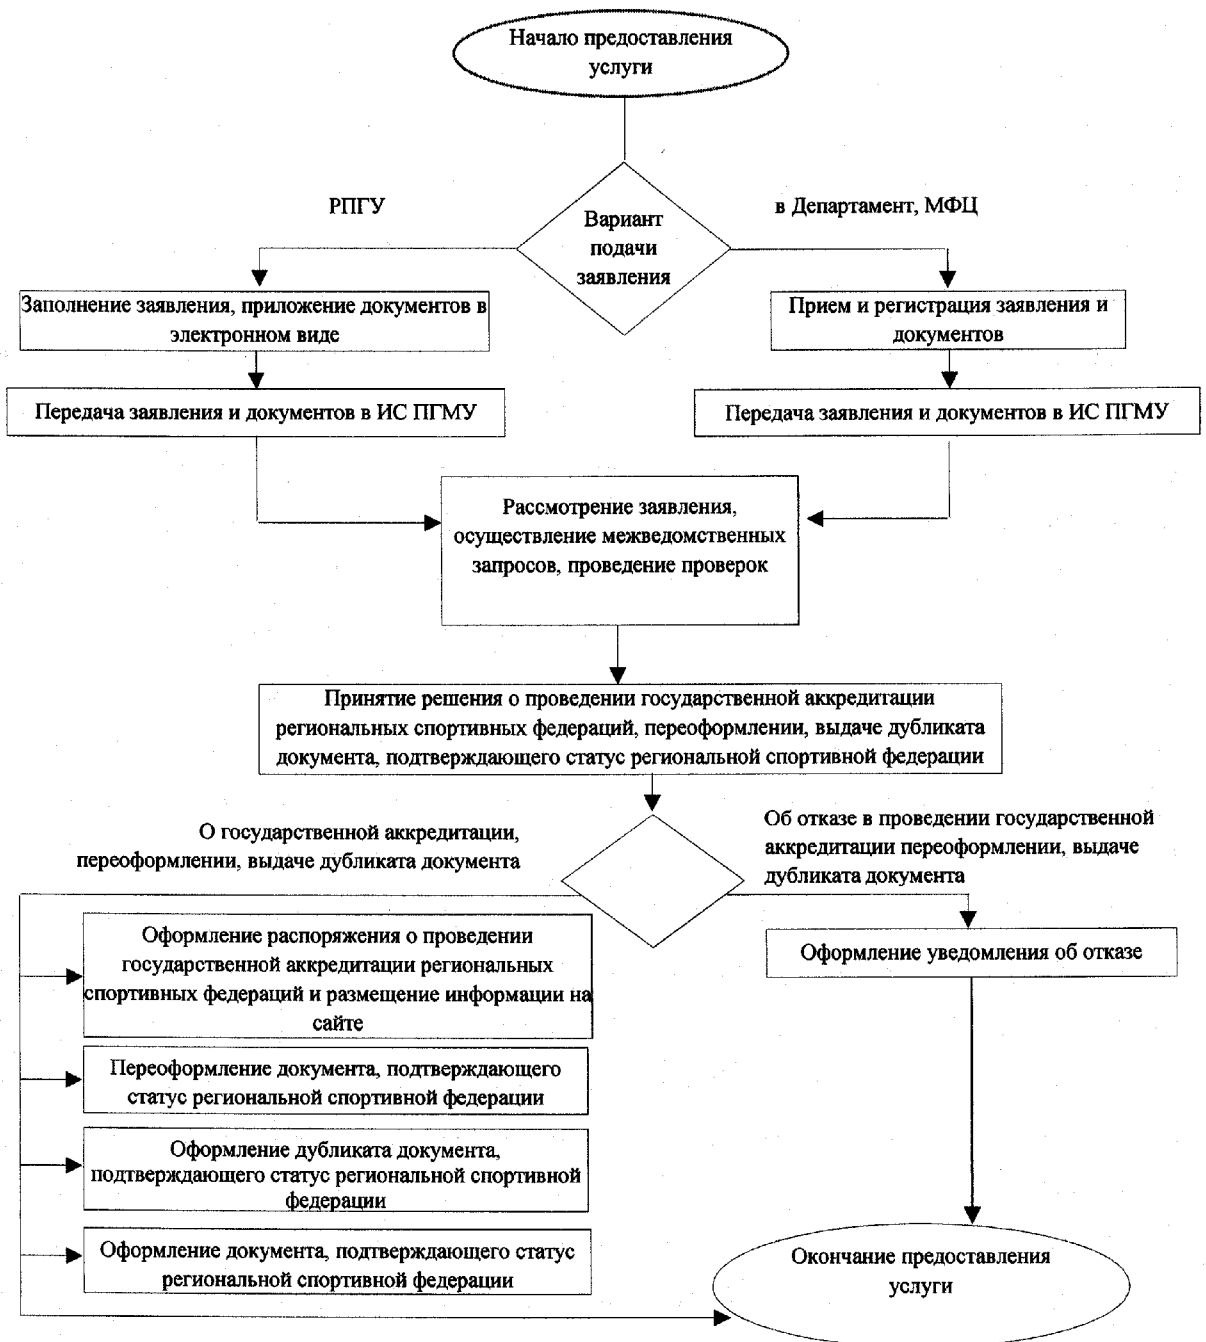 Начало предоставления
услуги
РПГУ
в Департамент, МФЦ
Вариант
подачи
заявления
Заполнение заявления, приложение документов в
электронном виде
Прием и регистрация заявления и
документов
Передача заявления и документов в ИС ПГМУ
Передача заявления и документов в ИС ПГМУ
Рассмотрение заявления,
осуществление межведомственных
запросов, проведение проверок
Принятие решения о проведении государственной аккредитации
региональных спортивных федераций, переоформлении, выдаче дубликата
документа, подтверждающего статус региональной спортивной федерации
О государственной аккредитации,
переоформлении, выдаче дубликата документа
Об отказе в проведении государственной
аккредитации переоформлении, выдаче
дубликата документа
Оформление распоряжения о проведении
государственной аккредитации региональных
спортивных федераций и размещение информации на
сайте
Оформление уведомления об отказе
Переоформление документа, подтверждающего
статус региональной спортивной федерации
Оформление дубликата документа,
подтверждающего статус региональной спортивной
федерации
Оформление документа, подтверждающего статус
региональной спортивной федерации
Окончание предоставления
услуги